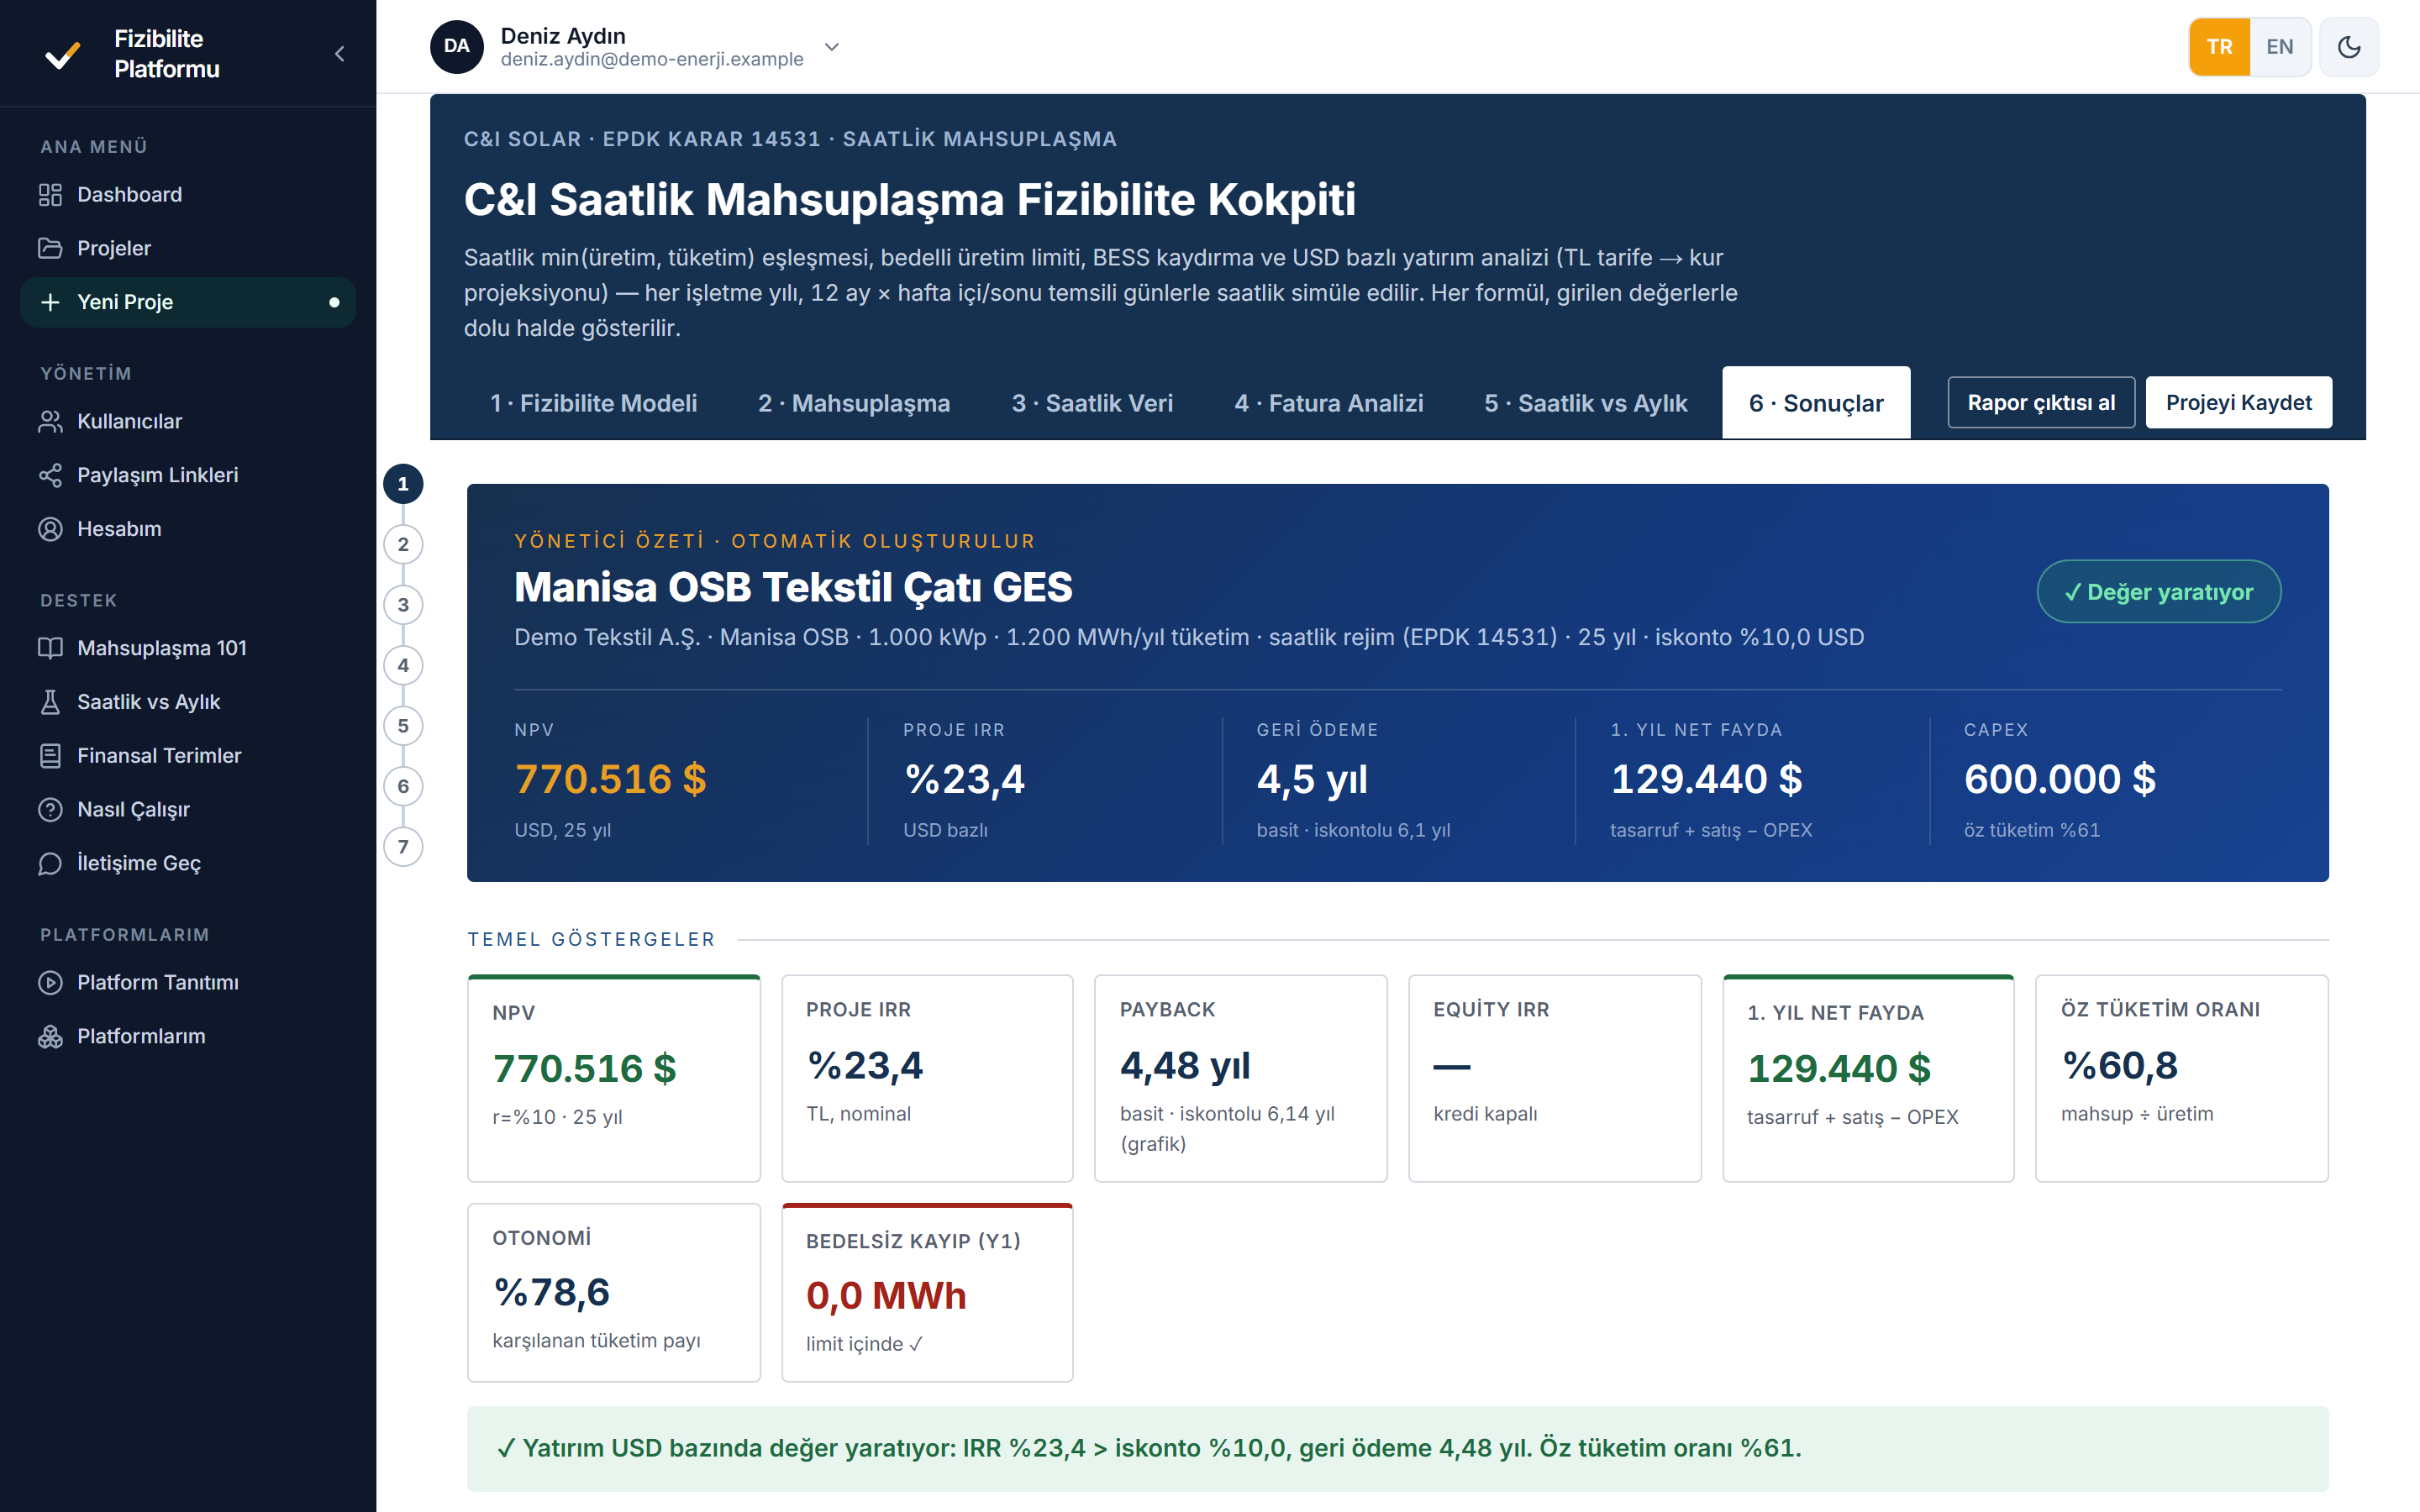 Fizibilite
Platformu
ANA MENÜ
Dashboard
Projeler
Yeni Proje
YÖNETİM
Kullanıcılar
Paylaşım Linkleri
Hesabım
DESTEK
Mahsuplaşma 101
Saatlik vs Aylık
Finansal Terimler
Nasıl Çalışır
İletişime Geç
PLATFORMLARIM
Platform Tanıtımı
Platformlarım
DA
Deniz Aydın
deniz.aydin@demo-enerji.example
TR EN
C&I SOLAR · EPDK KARAR 14531 · SAATLİK MAHSUPLAŞMA
C&I Saatlik Mahsuplaşma Fizibilite Kokpiti
Saatlik min(üretim, tüketim) eşleşmesi, bedelli üretim limiti, BESS kaydırma ve USD bazlı yatırım analizi (TL tarife → kur
projeksiyonu) — her işletme yılı, 12 ay × hafta içi/sonu temsili günlerle saatlik simüle edilir. Her formül, girilen değerlerle
dolu halde gösterilir.
1 · Fizibilite Modeli 2 · Mahsuplaşma 3 · Saatlik Veri 4 · Fatura Analizi 5 · Saatlik vs Aylık 6 · Sonuçlar Rapor çıktısı al Projeyi Kaydet
1
2
3
4
5
6
7
YÖNETİCİ ÖZETİ · OTOMATİK OLUŞTURULUR
Manisa OSB Tekstil Çatı GES
✓ Değer yaratıyor
Demo Tekstil A.Ş. · Manisa OSB · 1.000 kWp · 1.200 MWh/yıl tüketim · saatlik rejim (EPDK 14531) · 25 yıl · iskonto %10,0 USD
NPV
770.516 $
USD, 25 yıl
PROJE IRR
%23,4
USD bazlı
GERİ ÖDEME
4,5 yıl
basit · iskontolu 6,1 yıl
1. YIL NET FAYDA
129.440 $
tasarruf + satış − OPEX
CAPEX
600.000 $
öz tüketim %61
TEMEL GÖSTERGELER
NPV
770.516 $
r=%10 · 25 yıl
PROJE IRR
%23,4
TL, nominal
PAYBACK
4,48 yıl
basit · iskontolu 6,14 yıl
(grafik)
EQUİTY IRR
—
kredi kapalı
1. YIL NET FAYDA
129.440 $
tasarruf + satış − OPEX
ÖZ TÜKETİM ORANI
%60,8
mahsup ÷ üretim
OTONOMİ
%78,6
karşılanan tüketim payı
BEDELSİZ KAYIP (Y1)
0,0 MWh
limit içinde ✓
✓ Yatırım USD bazında değer yaratıyor: IRR %23,4 > iskonto %10,0, geri ödeme 4,48 yıl. Öz tüketim oranı %61.